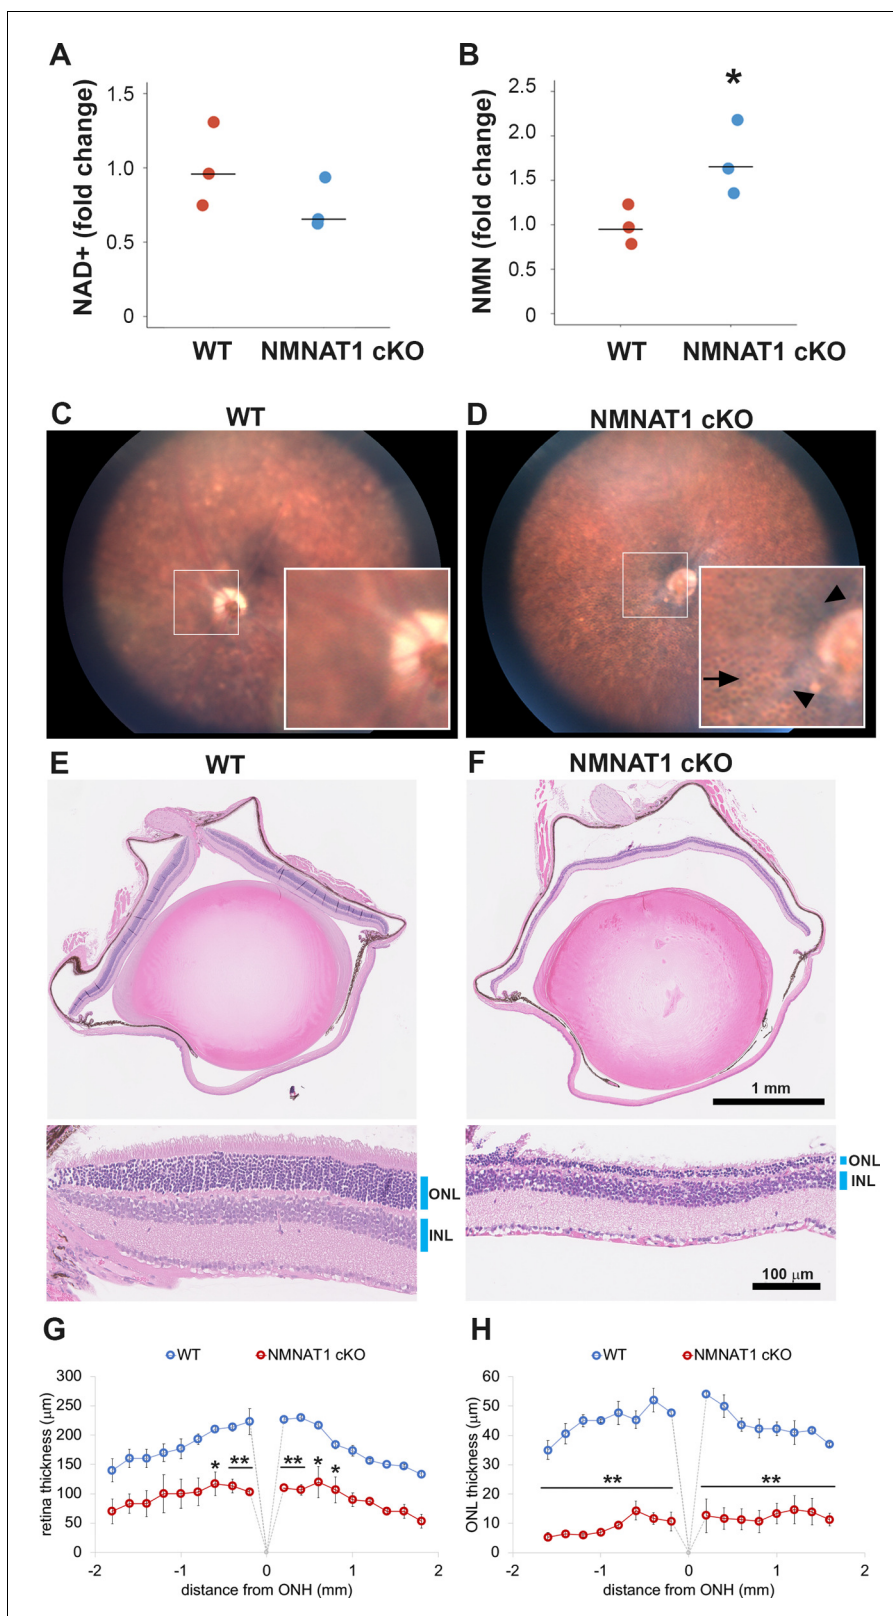 A
NAD+ (fold change)
1.5
1.0
0.5
0
WT
NMNAT1 cKO
B
*
NMN (fold change)
2.5
2.0
1.5
1.0
0.5
0
WT
NMNAT1 cKO
C
WT
D
NMNAT1 cKO
E
WT
F
NMNAT1 cKO
1 mm
ONL
INL
ONL
INL
100 µm
G
WT
NMNAT1 cKO
retina thickness (µm)
300
250
200
150
100
50
0
* ** ** * *
-2 -1 0 1 2
distance from ONH (mm)
H
WT
NMNAT1 cKO
ONL thickness (µm)
60
50
40
30
20
10
0
** **
-2 -1 0 1 2
distance from ONH (mm)